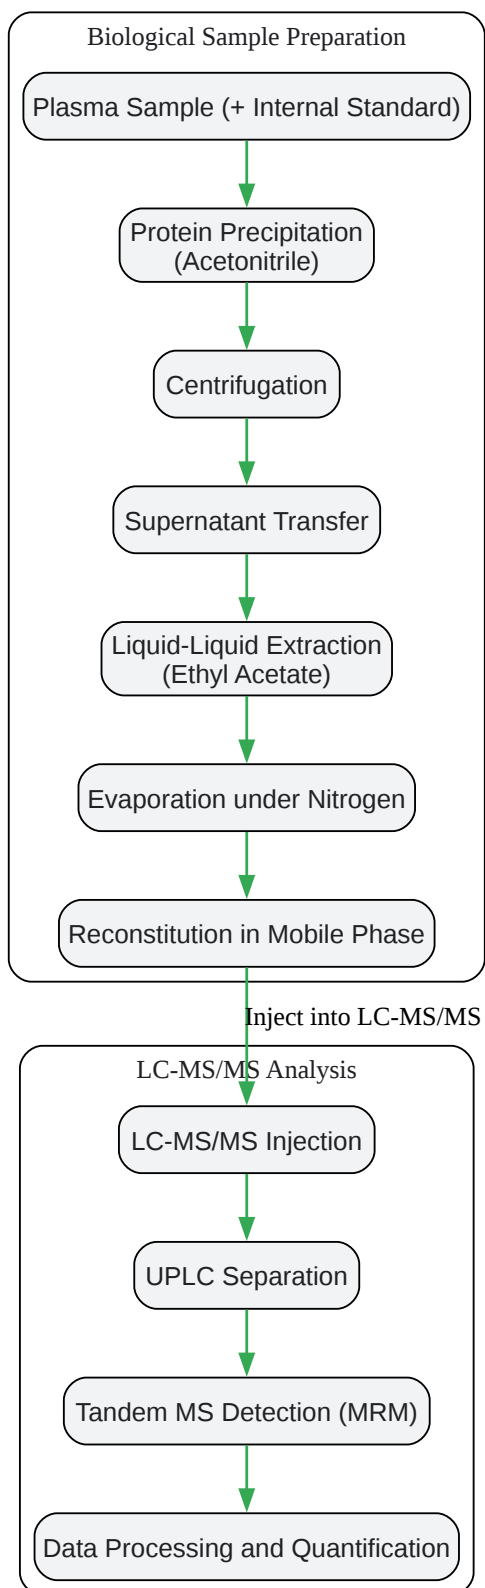 Biological Sample Preparation
Plasma Sample (+ Internal Standard)
Protein Precipitation
(Acetonitrile)
Centrifugation
Supernatant Transfer
Liquid-Liquid Extraction
(Ethyl Acetate)
Evaporation under Nitrogen
Reconstitution in Mobile Phase
Inject into LC-MS/MS
LC-MS/MS Analysis
LC-MS/MS Injection
UPLC Separation
Tandem MS Detection (MRM)
Data Processing and Quantification